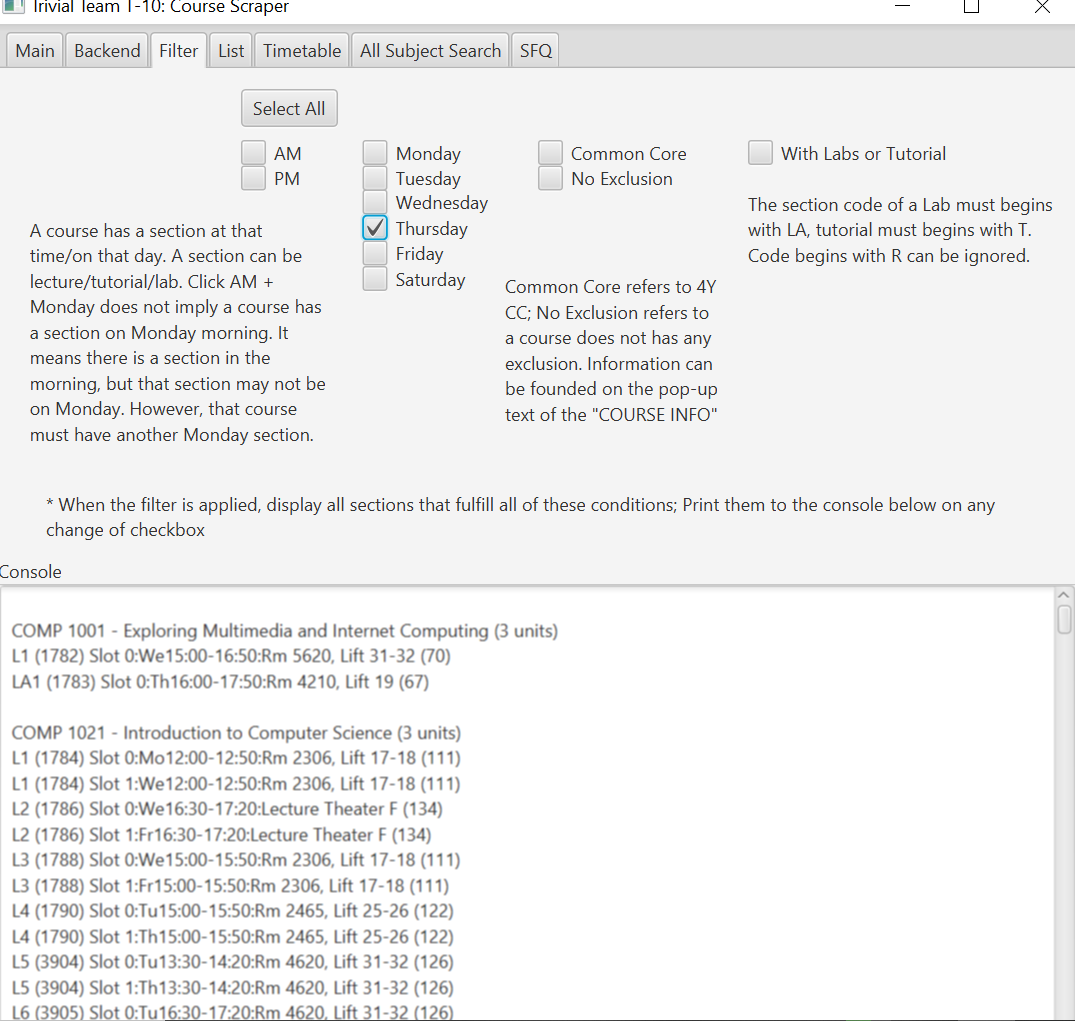 Trivial Team T-10: Course Scraper
Main Backend Filter List Timetable All Subject Search SFQ
Select All
AM
PM
Monday
Tuesday
Wednesday
Thursday
Friday
Saturday
Common Core
No Exclusion
With Labs or Tutorial
A course has a section at that
time/on that day. A section can be
lecture/tutorial/lab. Click AM +
Monday does not imply a course has
a section on Monday morning. It
means there is a section in the
morning, but that section may not be
on Monday. However, that course
must have another Monday section.
Common Core refers to 4Y
CC; No Exclusion refers to
a course does not has any
exclusion. Information can
be founded on the pop-up
text of the "COURSE INFO"
The section code of a Lab must begins
with LA, tutorial must begins with T.
Code begins with R can be ignored.
* When the filter is applied, display all sections that fulfill all of these conditions; Print them to the console below on any
change of checkbox
Console
COMP 1001 - Exploring Multimedia and Internet Computing (3 units)
L1 (1782) Slot 0:We15:00-16:50:Rm 5620, Lift 31-32 (70)
LA1 (1783) Slot 0:Th16:00-17:50:Rm 4210, Lift 19 (67)
COMP 1021 - Introduction to Computer Science (3 units)
L1 (1784) Slot 0:Mo12:00-12:50:Rm 2306, Lift 17-18 (111)
L1 (1784) Slot 1:We12:00-12:50:Rm 2306, Lift 17-18 (111)
L2 (1786) Slot 0:We16:30-17:20:Lecture Theater F (134)
L2 (1786) Slot 1:Fr16:30-17:20:Lecture Theater F (134)
L3 (1788) Slot 0:We15:00-15:50:Rm 2306, Lift 17-18 (111)
L3 (1788) Slot 1:Fr15:00-15:50:Rm 2306, Lift 17-18 (111)
L4 (1790) Slot 0:Tu15:00-15:50:Rm 2465, Lift 25-26 (122)
L4 (1790) Slot 1:Th15:00-15:50:Rm 2465, Lift 25-26 (122)
L5 (3904) Slot 0:Tu13:30-14:20:Rm 4620, Lift 31-32 (126)
L5 (3904) Slot 1:Th13:30-14:20:Rm 4620, Lift 31-32 (126)
L6 (3905) Slot 0:Tu16:30-17:20:Rm 4620, Lift 31-32 (126)